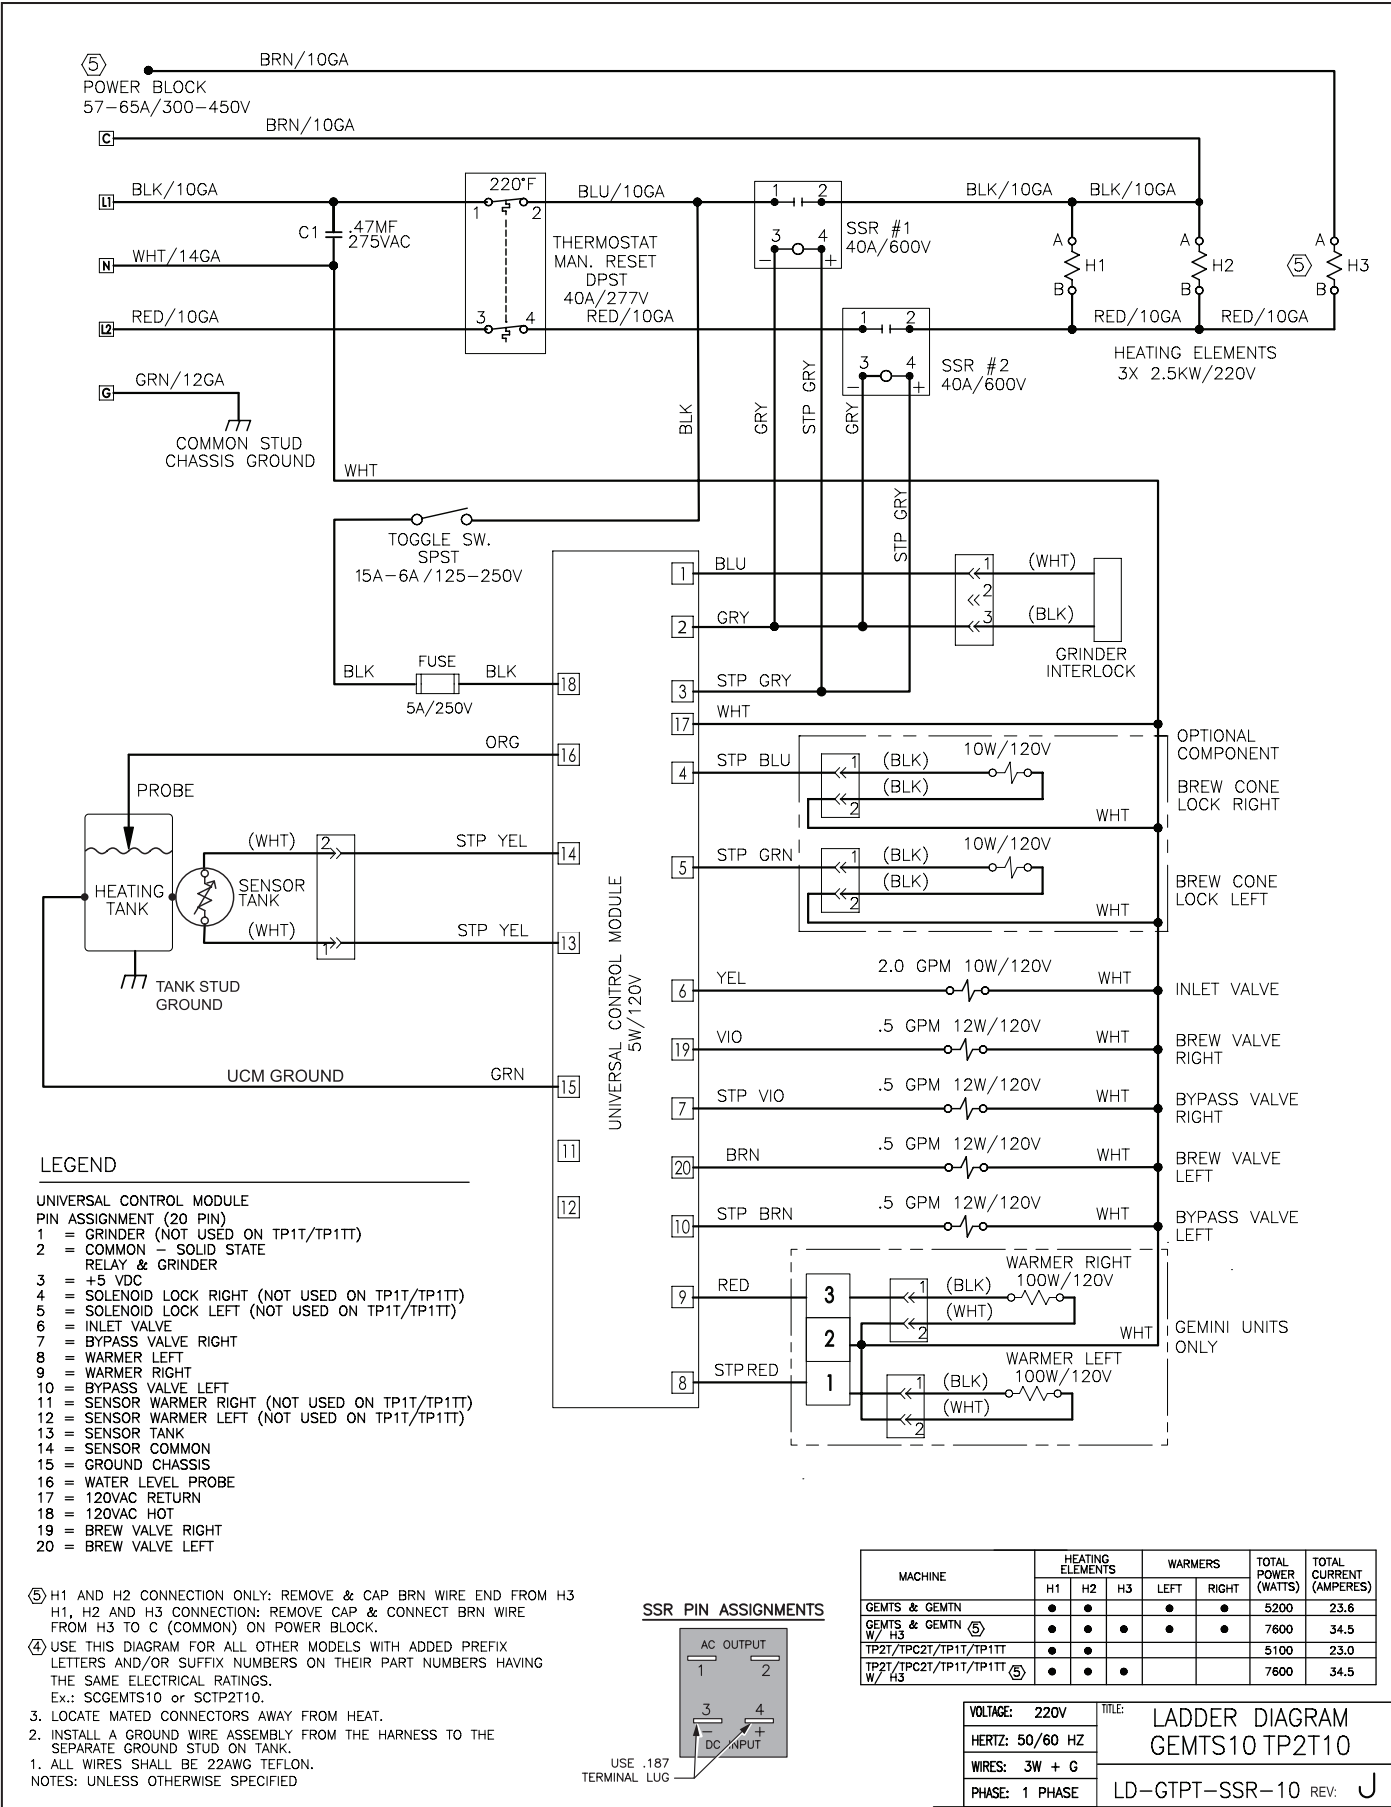 5
BRN/10GA
POWER BLOCK
57-65A/300-450V
BRN/10GA
C
BLK/10GA
220°F
BLU/10GA
1 2
BLK/10GA
BLK/10GA
L1
1
2
C1
.47MF
275VAC
SSR #1
40A/600V
3 4
- +
THERMOSTAT
MAN. RESET
DPST
40A/277V
WHT/14GA
N
A
H1
B
A
H2
B
5
A
H3
B
RED/10GA
L2
3 4
RED/10GA
1 2
RED/10GA
RED/10GA
HEATING ELEMENTS
3X 2.5KW/220V
SSR #2
40A/600V
3 4
- +
GRN/12GA
G
COMMON STUD
CHASSIS GROUND
BLK
GRY
STP GRY
GRY
STP GRY
WHT
TOGGLE SW.
SPST
15A-6A/125-250V
1
BLU
1
2
3
(WHT)
(BLK)
GRINDER
INTERLOCK
2
GRY
BLK
FUSE
BLK
5A/250V
18
3
STP GRY
17
WHT
ORG
16
PROBE
4
STP BLU
1
2
(BLK)
(BLK)
10W/120V
WHT
OPTIONAL
COMPONENT
BREW CONE
LOCK RIGHT
5
STP GRN
1
2
(BLK)
(BLK)
10W/120V
WHT
BREW CONE
LOCK LEFT
(WHT)
2
STP YEL
14
HEATING
TANK
SENSOR
TANK
(WHT)
1
STP YEL
13
TANK STUD
GROUND
UNIVERSAL CONTROL MODULE
5W/120V
6
YEL
2.0 GPM 10W/120V
WHT
INLET VALVE
19
VIO
.5 GPM 12W/120V
WHT
BREW VALVE
RIGHT
UCM GROUND
GRN
15
7
STP VIO
.5 GPM 12W/120V
WHT
BYPASS VALVE
RIGHT
11
20
BRN
.5 GPM 12W/120V
WHT
BREW VALVE
LEFT
12
10
STP BRN
.5 GPM 12W/120V
WHT
BYPASS VALVE
LEFT
9
RED
3
2
1
1
2
(BLK)
(WHT)
WARMER RIGHT
100W/120V
WHT
GEMINI UNITS
ONLY
8
STP RED
1
2
(BLK)
(WHT)
WARMER LEFT
100W/120V
LEGEND
UNIVERSAL CONTROL MODULE
PIN ASSIGNMENT (20 PIN)
1 = GRINDER (NOT USED ON TP1T/TP1TT)
2 = COMMON - SOLID STATE
RELAY & GRINDER
3 = +5 VDC
4 = SOLENOID LOCK RIGHT (NOT USED ON TP1T/TP1TT)
5 = SOLENOID LOCK LEFT (NOT USED ON TP1T/TP1TT)
6 = INLET VALVE
7 = BYPASS VALVE RIGHT
8 = WARMER LEFT
9 = WARMER RIGHT
10 = BYPASS VALVE LEFT
11 = SENSOR WARMER RIGHT (NOT USED ON TP1T/TP1TT)
12 = SENSOR WARMER LEFT (NOT USED ON TP1T/TP1TT)
13 = SENSOR TANK
14 = SENSOR COMMON
15 = GROUND CHASSIS
16 = WATER LEVEL PROBE
17 = 120VAC RETURN
18 = 120VAC HOT
19 = BREW VALVE RIGHT
20 = BREW VALVE LEFT
5 H1 AND H2 CONNECTION ONLY: REMOVE & CAP BRN WIRE END FROM H3
H1, H2 AND H3 CONNECTION: REMOVE CAP & CONNECT BRN WIRE
FROM H3 TO C (COMMON) ON POWER BLOCK.
4 USE THIS DIAGRAM FOR ALL OTHER MODELS WITH ADDED PREFIX
LETTERS AND/OR SUFFIX NUMBERS ON THEIR PART NUMBERS HAVING
THE SAME ELECTRICAL RATINGS.
Ex.: SCGEMTS10 or SCTP2T10.
3. LOCATE MATED CONNECTORS AWAY FROM HEAT.
2. INSTALL A GROUND WIRE ASSEMBLY FROM THE HARNESS TO THE
SEPARATE GROUND STUD ON TANK.
1. ALL WIRES SHALL BE 22AWG TEFLON.
NOTES: UNLESS OTHERWISE SPECIFIED
SSR PIN ASSIGNMENTS
AC OUTPUT
1 2
3 4
- +
DC INPUT
USE .187
TERMINAL LUG
MACHINE HEATING ELEMENTS WARMERS TOTAL POWER (WATTS) TOTAL CURRENT (AMPERES)
H1 H2 H3 LEFT RIGHT
GEMTS & GEMTN ● ● ● ● 5200 23.6
GEMTS & GEMTN W/ H3 5 ● ● ● ● ● 7600 34.5
TP2T/TPC2T/TP1T/TP1TT ● ● 5100 23.0
TP2T/TPC2T/TP1T/TP1TT W/ H3 5 ● ● ● 7600 34.5
VOLTAGE: 220V
HERTZ: 50/60 HZ
WIRES: 3W + G
PHASE: 1 PHASE
TITLE: LADDER DIAGRAM
GEMTS10 TP2T10
LD-GTPT-SSR-10 REV: J